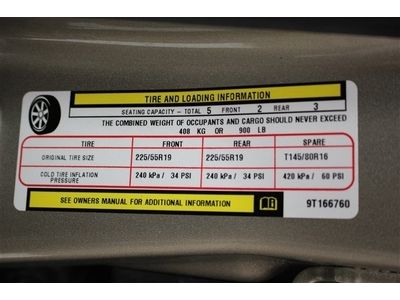 TIRE AND LOADING INFORMATION
SEATING CAPACITY - TOTAL 5 FRONT 2 REAR 3
THE COMBINED WEIGHT OF OCCUPANTS AND CARGO SHOULD NEVER EXCEED
408 KG OR 900 LB
TIRE FRONT REAR SPARE
ORIGINAL TIRE SIZE 225/55R19 225/55R19 T145/80R16
COLD TIRE INFLATION PRESSURE 240 kPa / 34 PSI 240 kPa / 34 PSI 420 kPa / 60 PSI
SEE OWNERS MANUAL FOR ADDITIONAL INFORMATION 9T166760